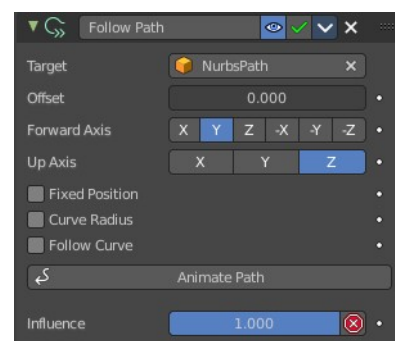 Follow Path
Target NurbsPath
Offset 0.000
Forward Axis X Y Z -X -Y -Z
Up Axis X Y Z
Fixed Position
Curve Radius
Follow Curve
Animate Path
Influence 1.000